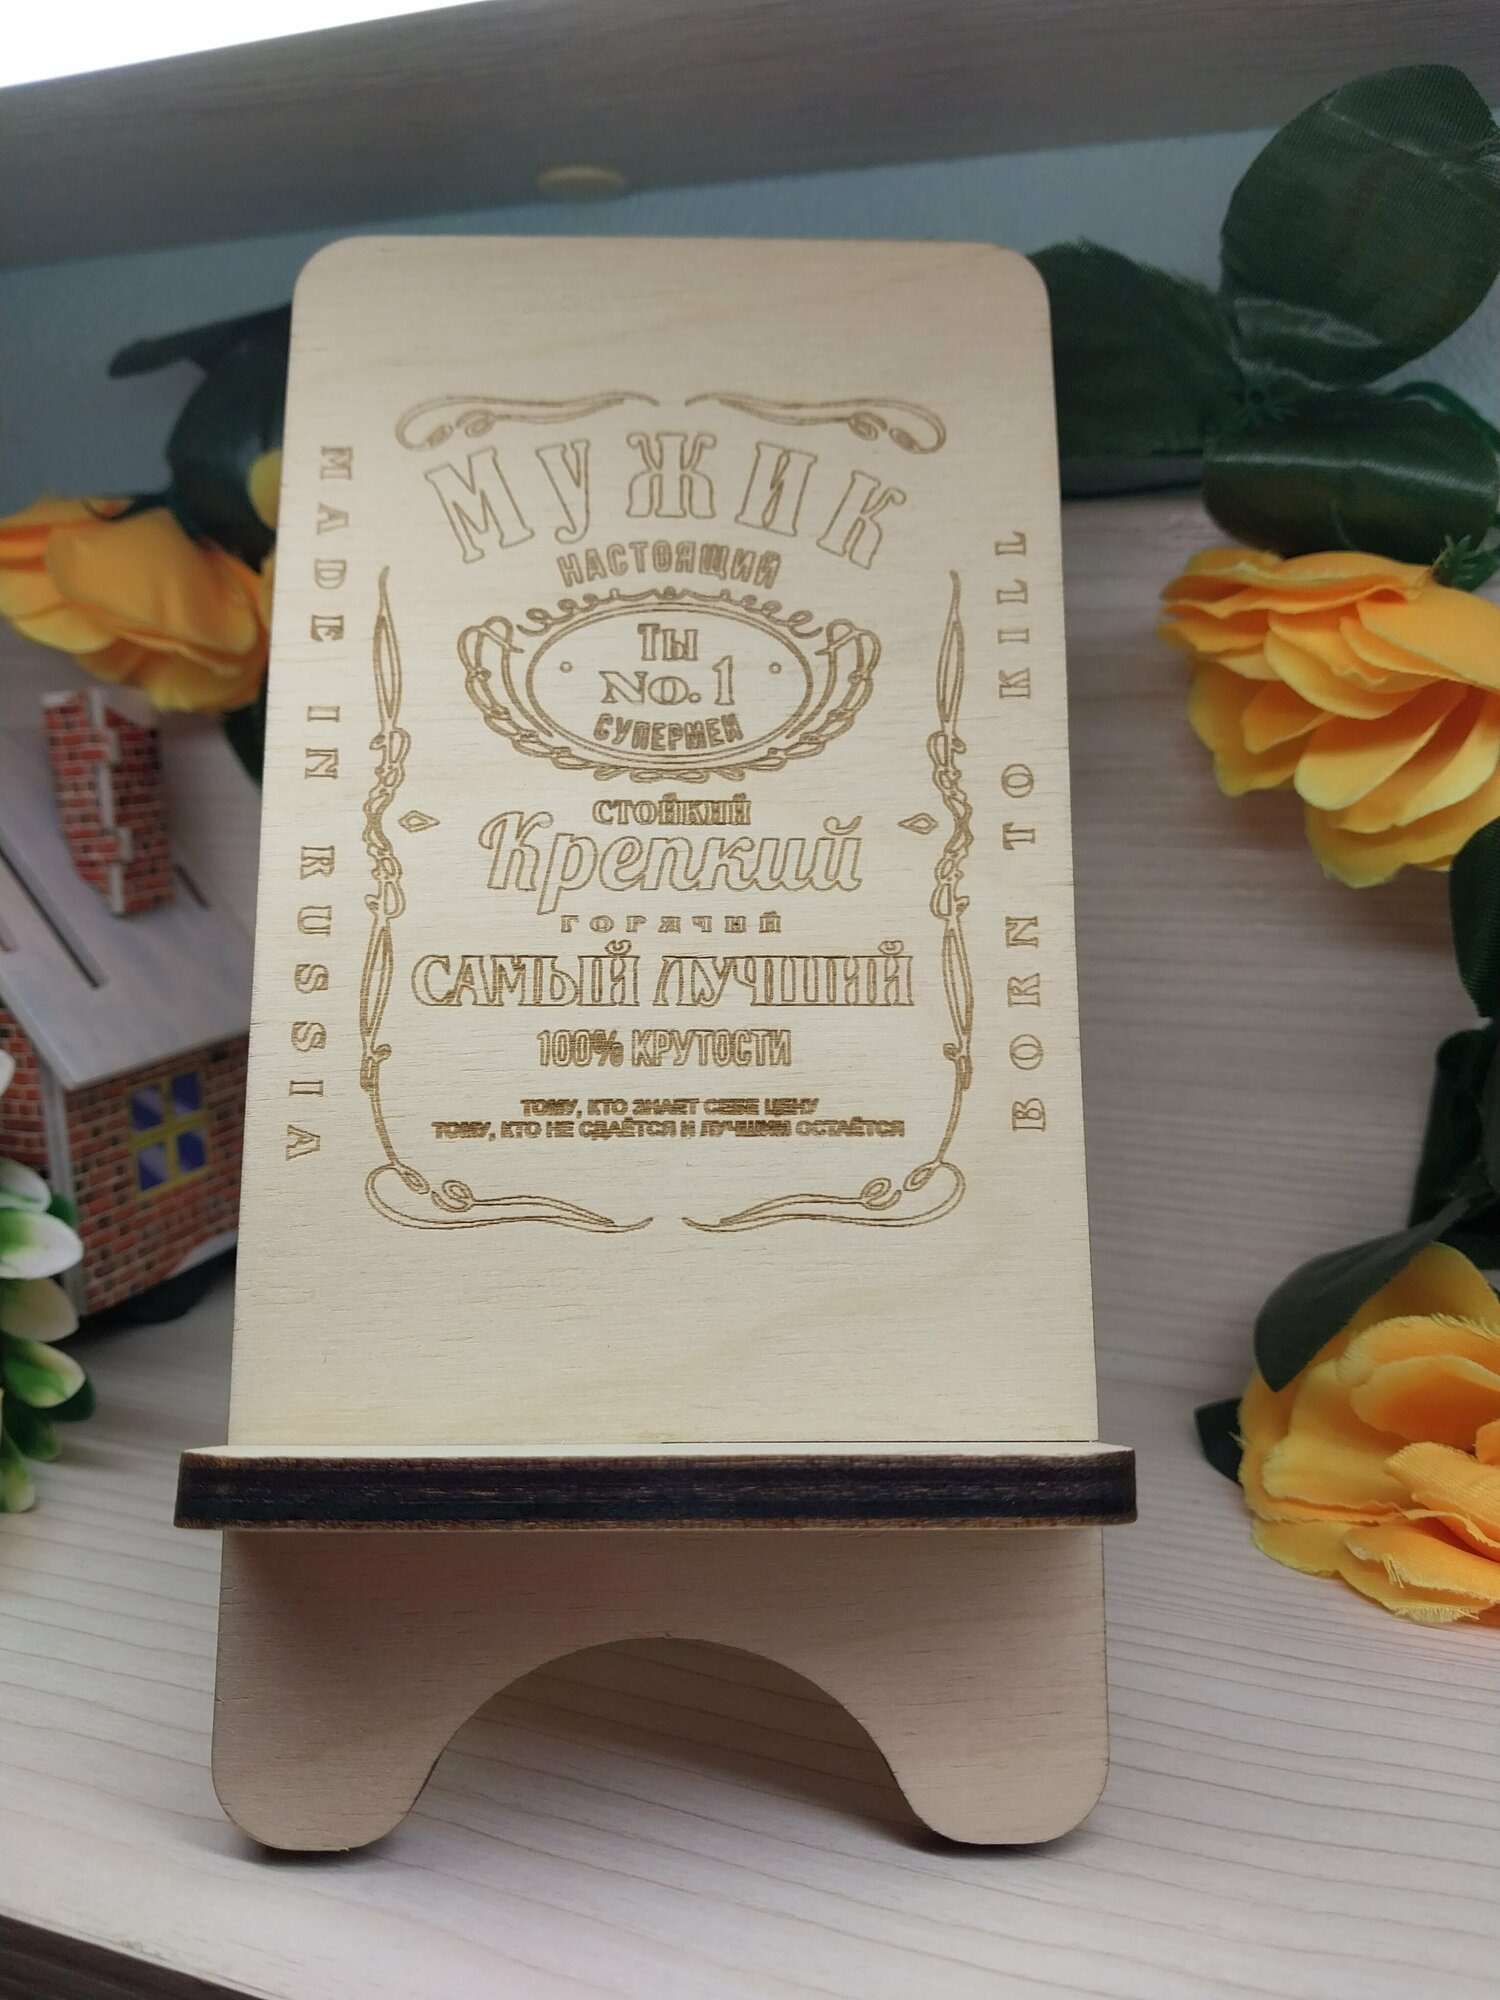 МУЖИК
НАСТОЯЩИЙ
ТЫ
No. 1
СУПЕРМЕН
СТОЙКИЙ
Крепкий
ГОРЯЧИЙ
САМЫЙ ЛУЧШИЙ
100% КРУТОСТИ
ТОМУ, КТО ЗНАЕТ СЕБЕ ЦЕНУ
ТОМУ, КТО НЕ СДАЁТСЯ И ЛУЧШИМ ОСТАЁТСЯ
MADE IN RUSSIA
BORN TO KILL